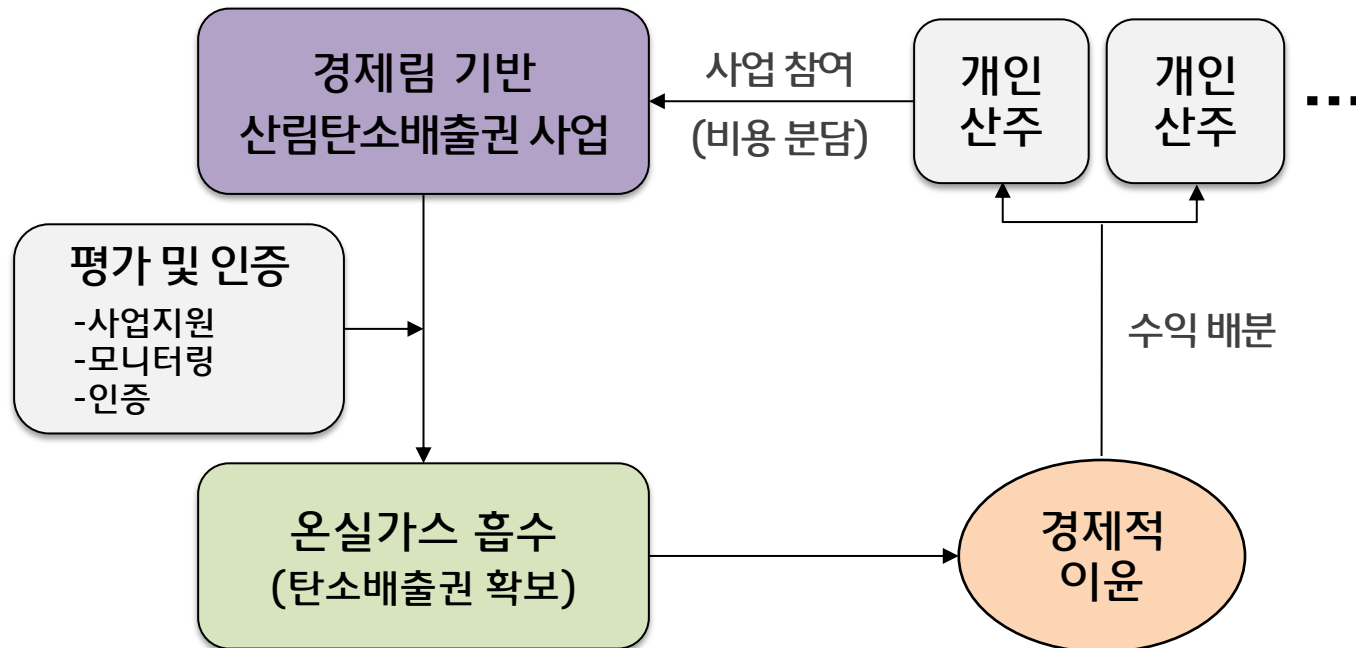 경제림 기반
산림탄소배출권 사업
사업 참여
(비용 분담)
개인
산주
개인
산주
...
평가 및 인증
-사업지원
-모니터링
-인증
수익 배분
온실가스 흡수
(탄소배출권 확보)
경제적
이윤